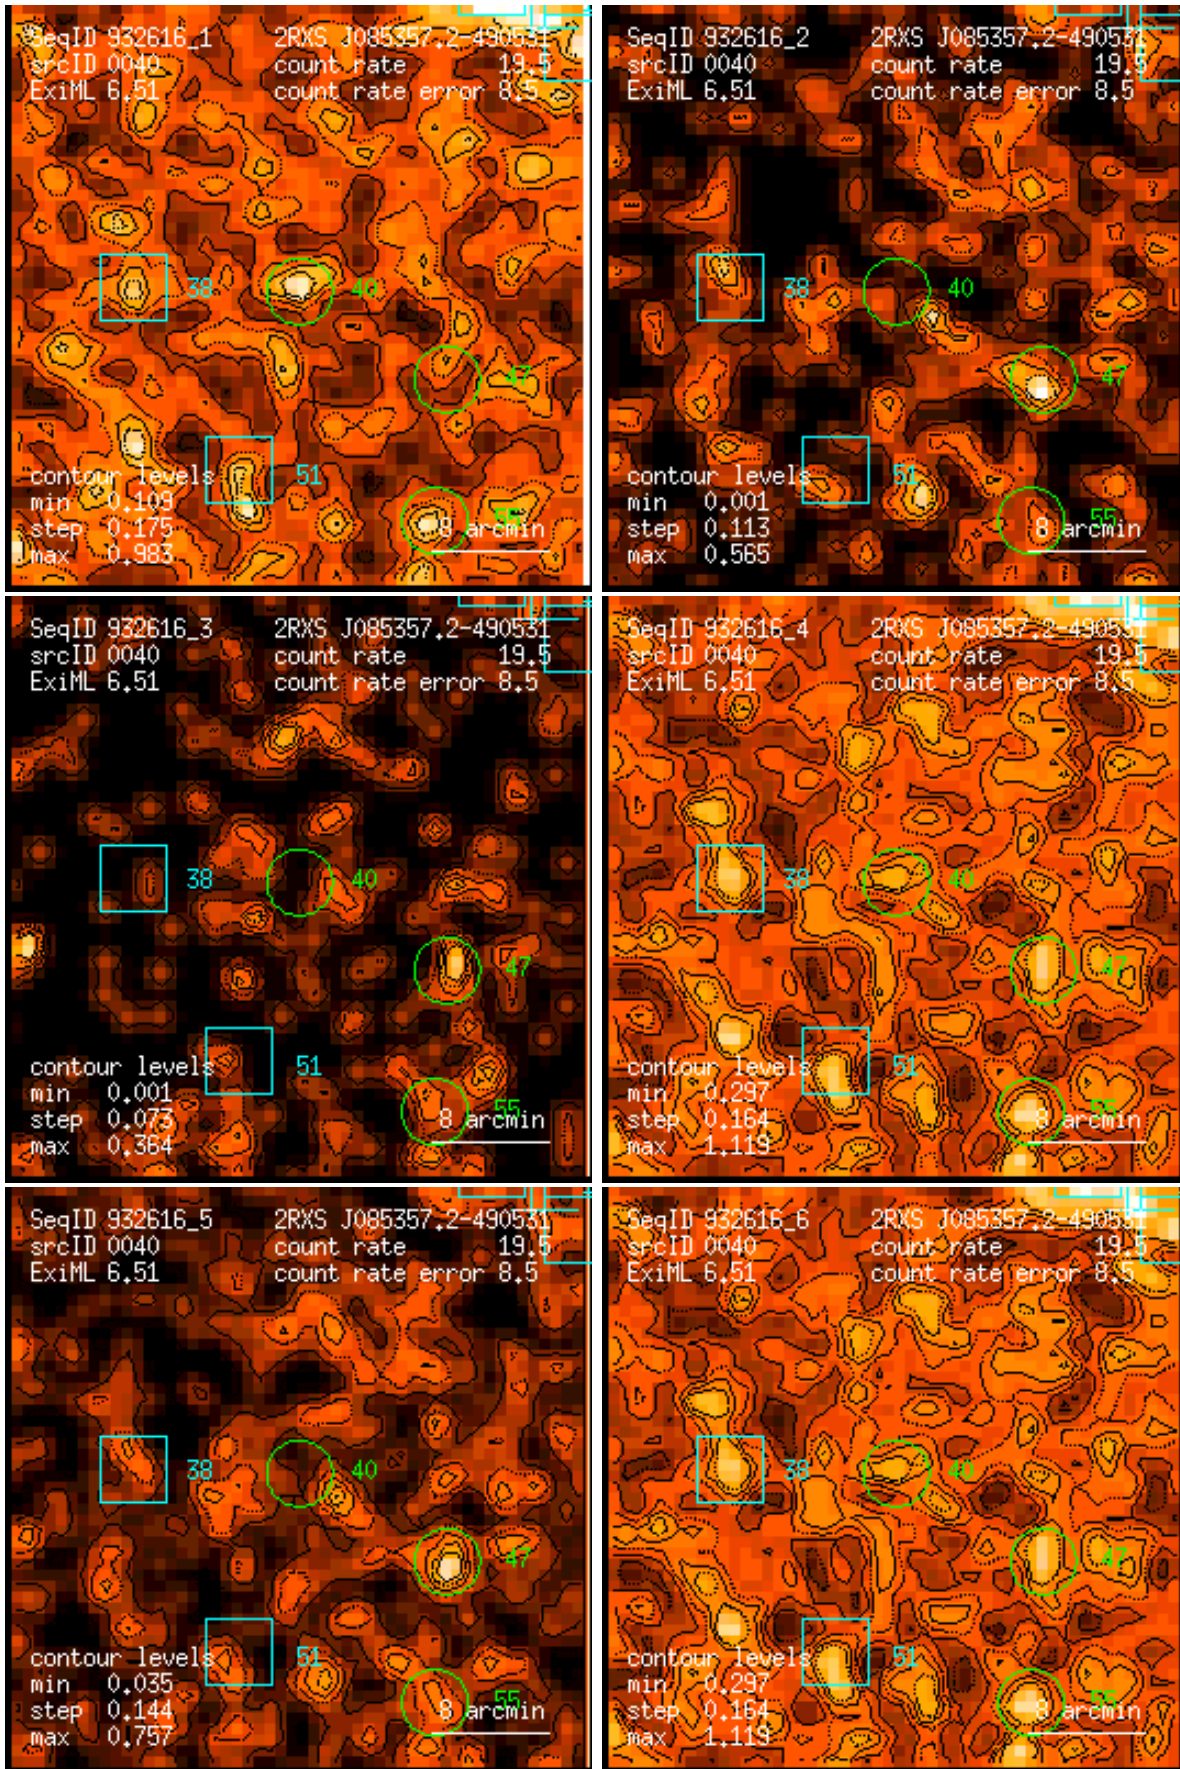 SeqID 932616_1 2RXS J085357.2-490531
srcID 0040 count rate 19.5
ExiML 6.51 count rate error 8.5
38
40
47
51
contour levels
min 0.109
step 0.175
max 0.983
55
8 arcmin
SeqID 932616_2 2RXS J085357.2-490531
srcID 0040 count rate 19.5
ExiML 6.51 count rate error 8.5
38
40
47
51
contour levels
min 0.001
step 0.113
max 0.565
55
8 arcmin
SeqID 932616_3 2RXS J085357.2-490531
srcID 0040 count rate 19.5
ExiML 6.51 count rate error 8.5
38
40
47
51
contour levels
min 0.001
step 0.073
max 0.364
55
8 arcmin
SeqID 932616_4 2RXS J085357.2-490531
srcID 0040 count rate 19.5
ExiML 6.51 count rate error 8.5
38
40
47
51
contour levels
min 0.297
step 0.164
max 1.119
55
8 arcmin
SeqID 932616_5 2RXS J085357.2-490531
srcID 0040 count rate 19.5
ExiML 6.51 count rate error 8.5
38
40
47
51
contour levels
min 0.035
step 0.144
max 0.757
55
8 arcmin
SeqID 932616_6 2RXS J085357.2-490531
srcID 0040 count rate 19.5
ExiML 6.51 count rate error 8.5
38
40
47
51
contour levels
min 0.297
step 0.164
max 1.119
55
8 arcmin